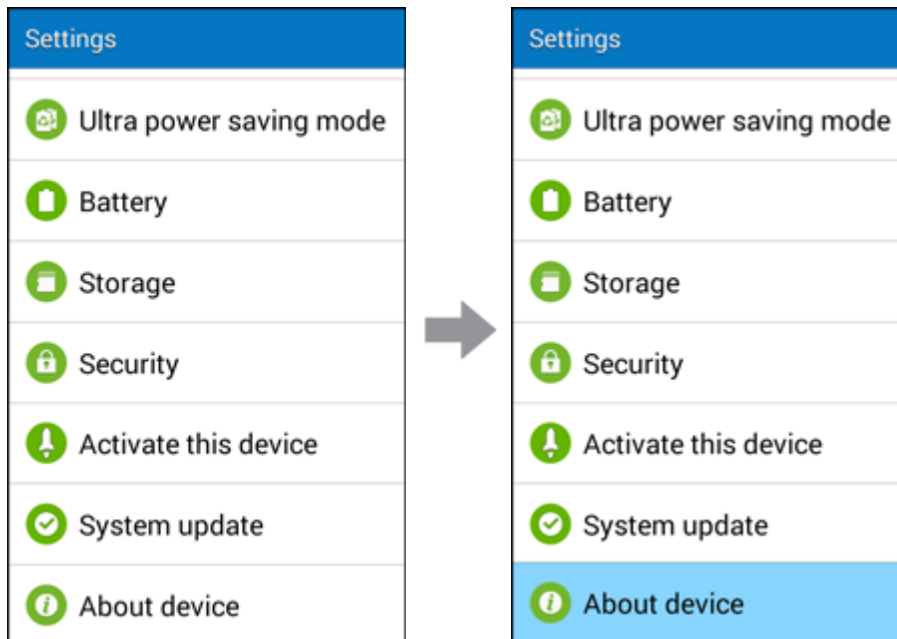 Settings
Ultra power saving mode
Battery
Storage
Security
Activate this device
System update
About device
Settings
Ultra power saving mode
Battery
Storage
Security
Activate this device
System update
About device